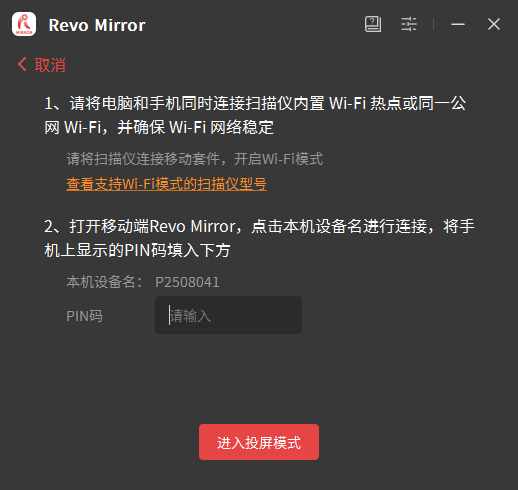 Revo Mirror
取消
1、请将电脑和手机同时连接扫描仪内置 Wi-Fi 热点或同一公
网 Wi-Fi，并确保 Wi-Fi 网络稳定
请将扫描仪连接移动套件，开启Wi-Fi模式
查看支持Wi-Fi模式的扫描仪型号
2、打开移动端Revo Mirror，点击本机设备名进行连接，将手
机上显示的PIN码填入下方
本机设备名： P2508041
PIN码
请输入
进入投屏模式